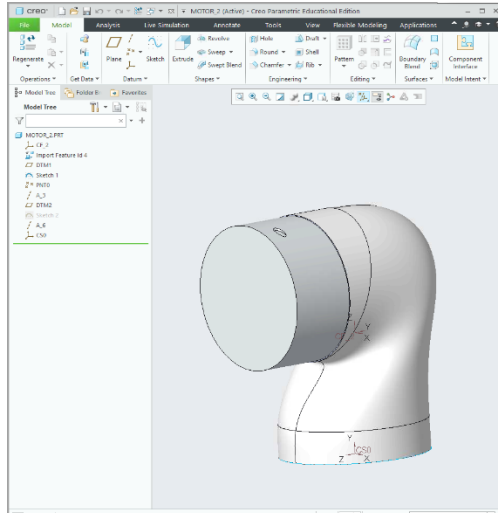 creo MOTOR_2 (Active) - Creo Parametric Educational Edition
File Model Analysis Live Simulation Annotate Tools View Flexible Modeling Applications
Regenerate
Plane
Sketch
Extrude
Revolve
Sweep
Swept Blend
Hole
Round
Chamfer
Draft
Shell
Rib
Pattern
Boundary Blend
Component Interface
Operations Get Data Datum Shapes Engineering Editing Surfaces Model Intent
Model Tree Folder B Favorites
Model Tree
MOTOR_2.PRT
CF_2
Import Feature id 4
DTM1
Sketch 1
PNT0
A_3
DTM2
Sketch 2
A_6
CS0
Z
Y
X
Y
CS0
Z X